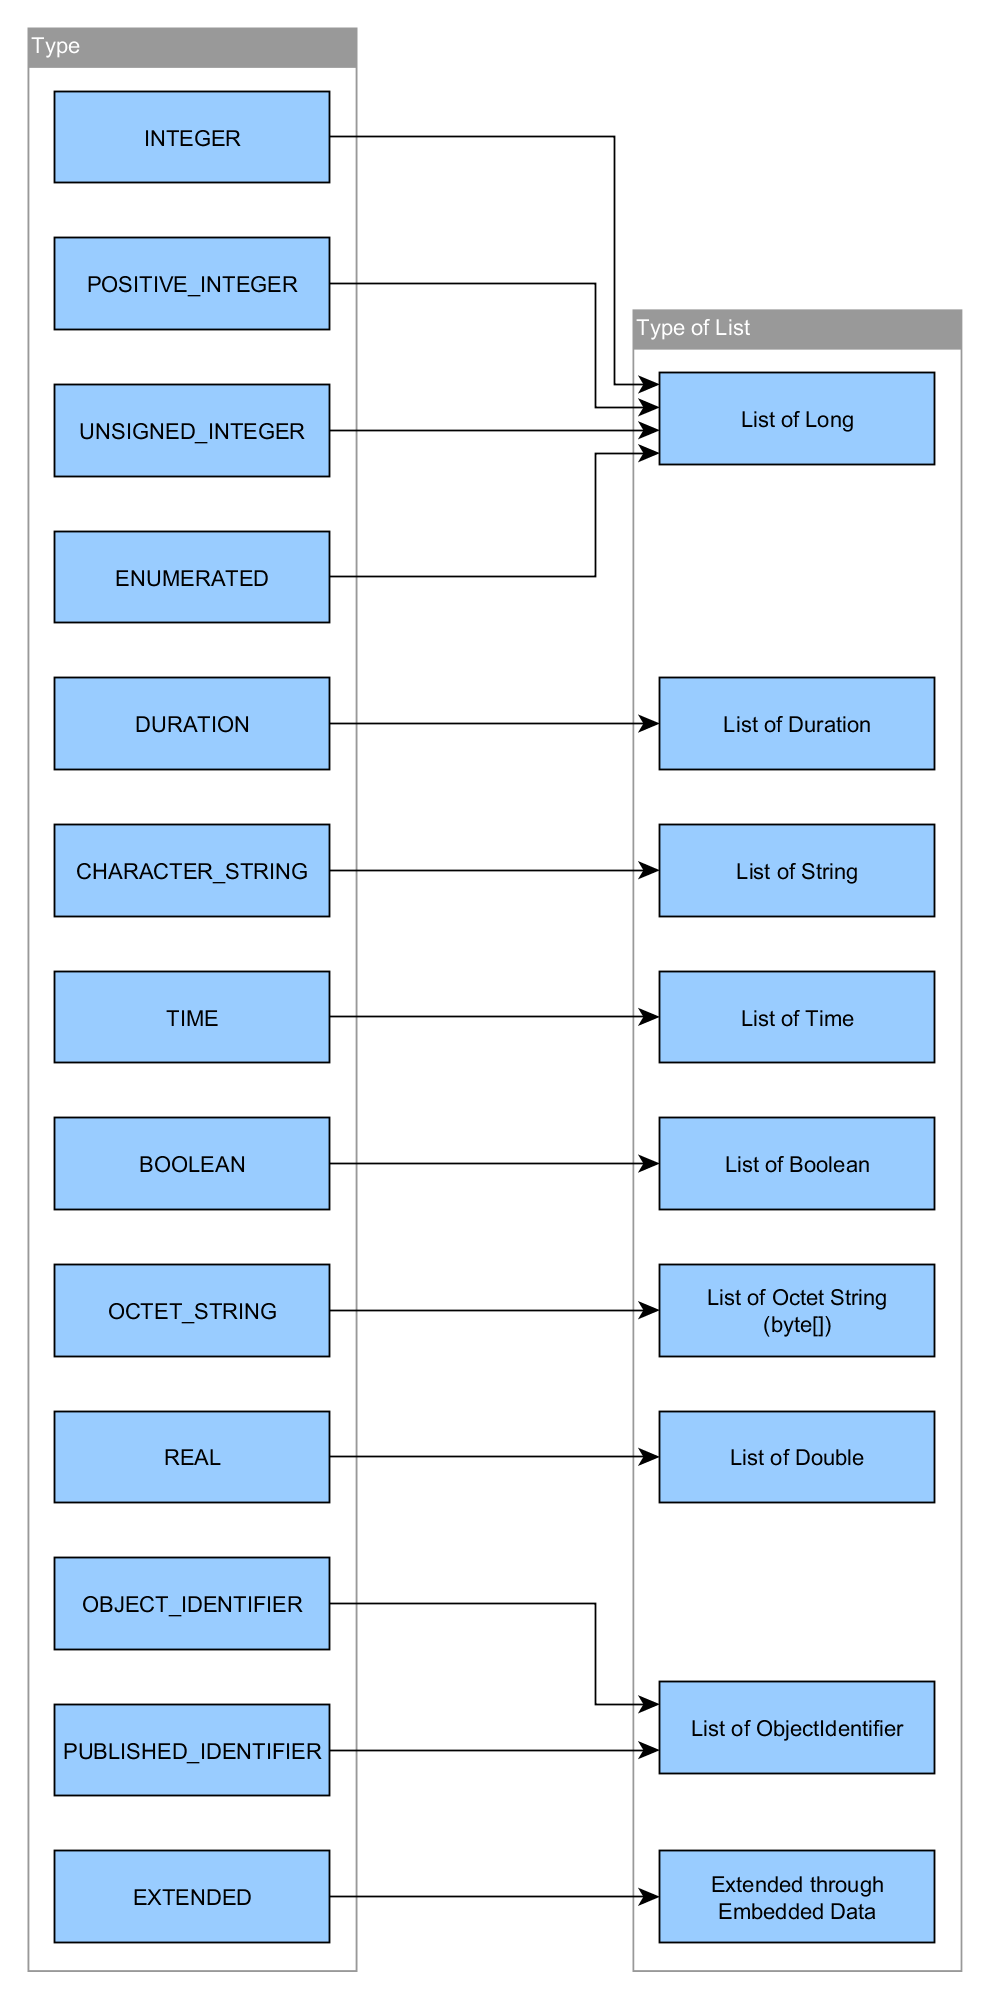 Type
INTEGER
POSITIVE_INTEGER
UNSIGNED_INTEGER
ENUMERATED
DURATION
CHARACTER_STRING
TIME
BOOLEAN
OCTET_STRING
REAL
OBJECT_IDENTIFIER
PUBLISHED_IDENTIFIER
EXTENDED
Type of List
List of Long
List of Duration
List of String
List of Time
List of Boolean
List of Octet String
(byte[])
List of Double
List of ObjectIdentifier
Extended through
Embedded Data